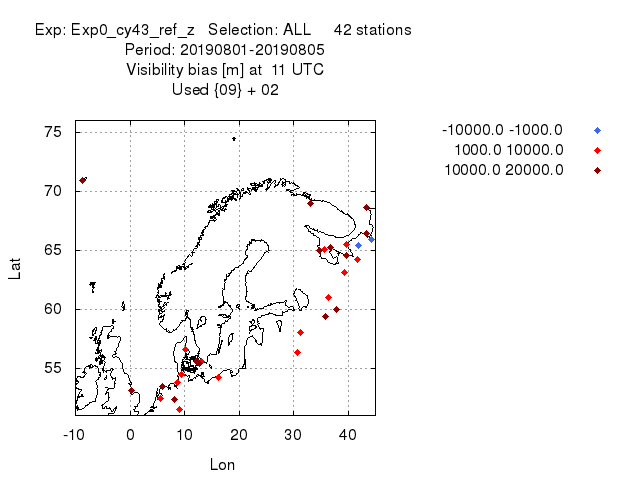 Exp: Exp0_cy43_ref_z   Selection: ALL     42 stations
Period: 20190801-20190805
Visibility bias [m] at  11 UTC
Used {09} + 02
-10000.0 -1000.0
1000.0 10000.0
10000.0 20000.0
75
70
65
60
55
Lat
-10 0 10 20 30 40
Lon